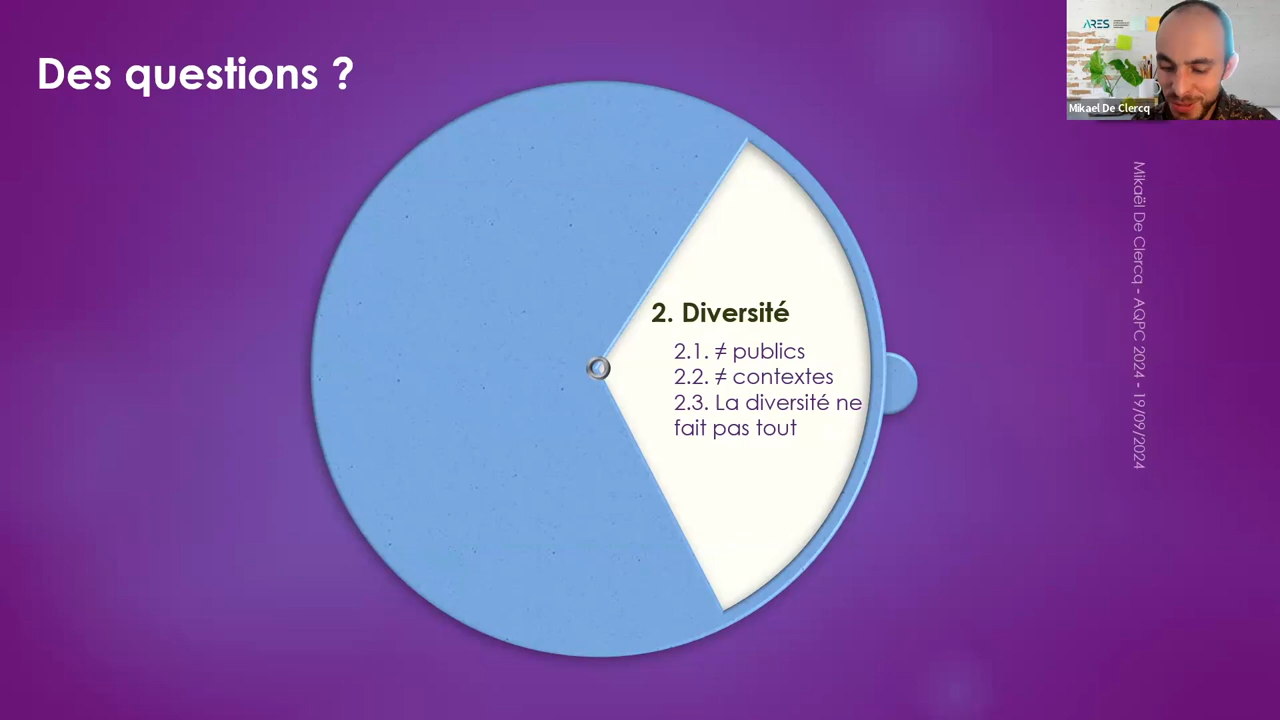 Des questions ?
ARES
Mikael De Clercq
2. Diversité
2.1. ≠ publics
2.2. ≠ contextes
2.3. La diversité ne
fait pas tout
Mikaël De Clercq - AQPC 2024 - 19/09/2024